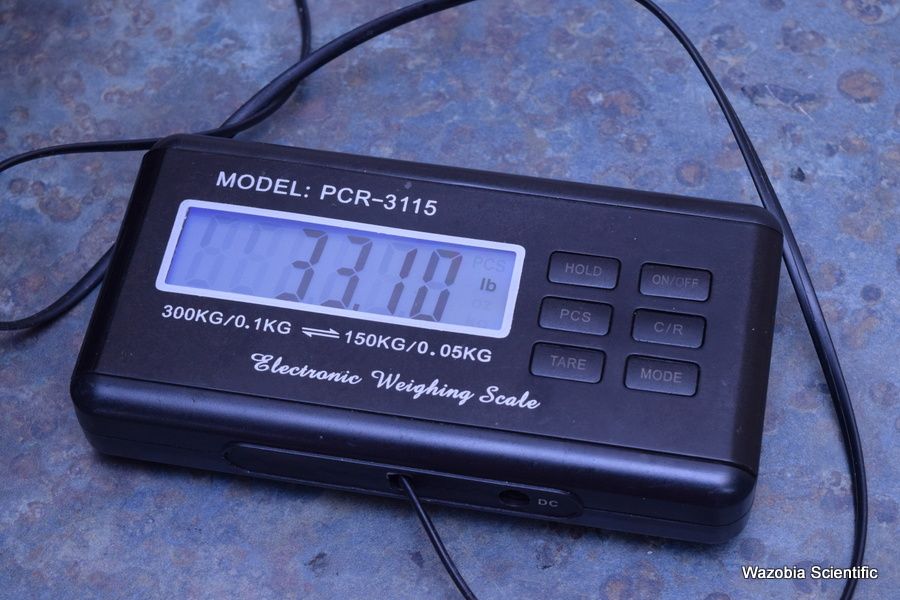 MODEL: PCR-3115
33.10
PCS
lb
HOLD
ON/OFF
PCS
C/R
TARE
MODE
300KG/0.1KG ⇌ 150KG/0.05KG
Electronic Weighing Scale
DC
Wazobia Scientific